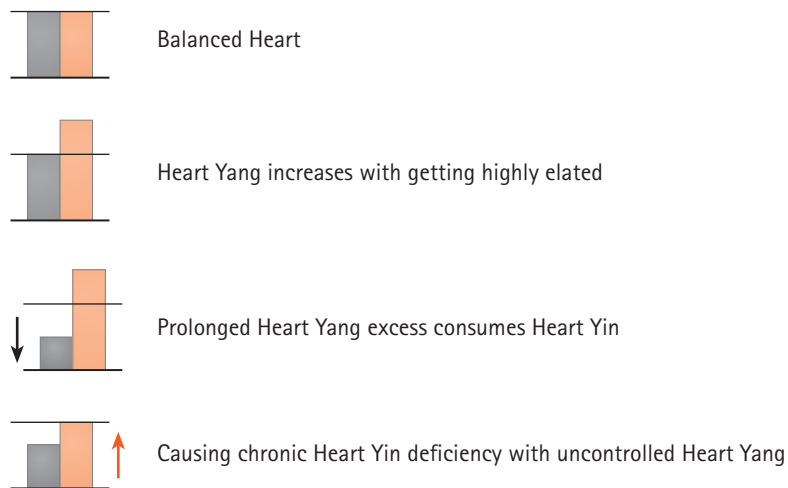 Balanced Heart
Heart Yang increases with getting highly elated
Prolonged Heart Yang excess consumes Heart Yin
Causing chronic Heart Yin deficiency with uncontrolled Heart Yang